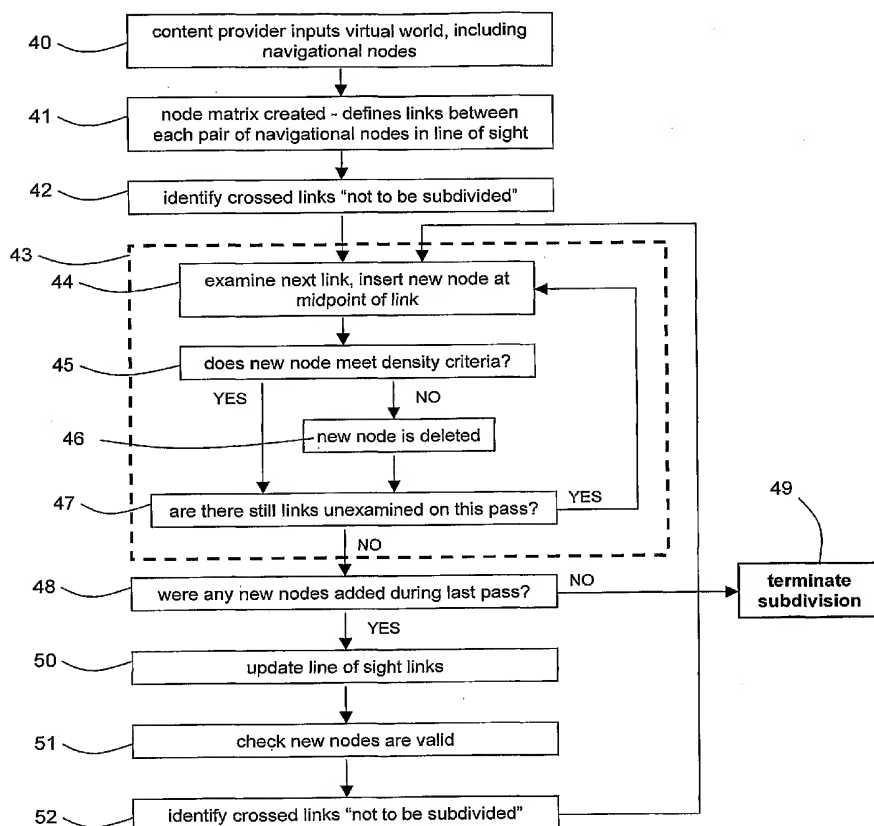 40
content provider inputs virtual world, including
navigational nodes
41
node matrix created - defines links between
each pair of navigational nodes in line of sight
42
identify crossed links "not to be subdivided"
43
44
examine next link, insert new node at
midpoint of link
45
does new node meet density criteria?
YES
NO
46
new node is deleted
47
are there still links unexamined on this pass?
YES
NO
48
were any new nodes added during last pass?
NO
49
terminate
subdivision
YES
50
update line of sight links
51
check new nodes are valid
52
identify crossed links "not to be subdivided"